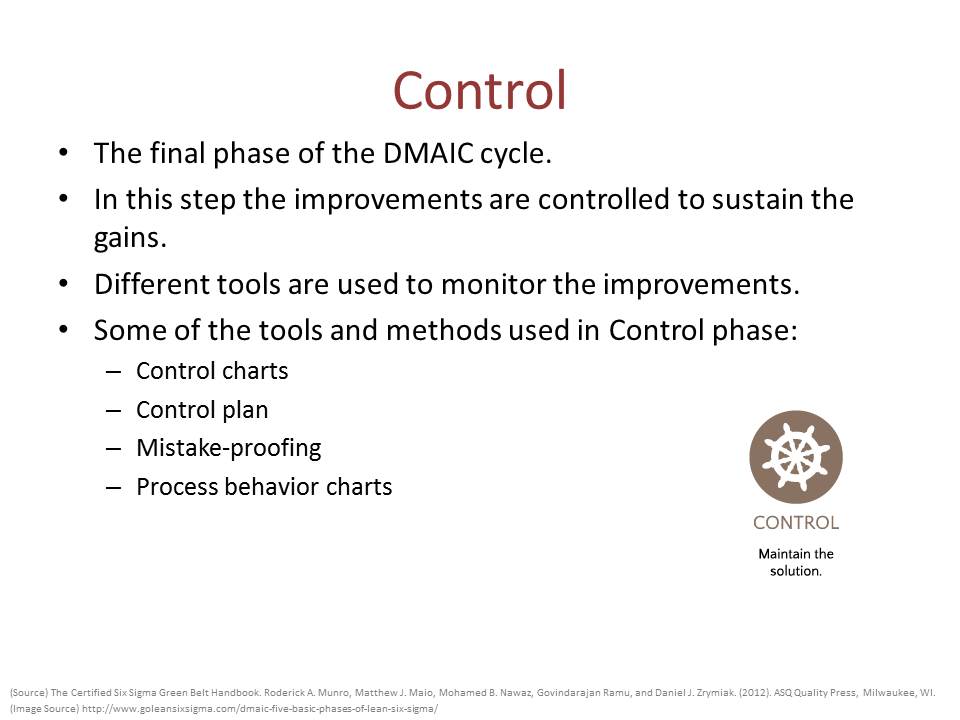 Control
• The final phase of the DMAIC cycle.
• In this step the improvements are controlled to sustain the
gains.
• Different tools are used to monitor the improvements.
• Some of the tools and methods used in Control phase:
– Control charts
– Control plan
– Mistake-proofing
– Process behavior charts
CONTROL
Maintain the
solution.
(Source) The Certified Six Sigma Green Belt Handbook. Roderick A. Munro, Matthew J. Maio, Mohamed B. Nawaz, Govindarajan Ramu, and Daniel J. Zrymiak. (2012). ASQ Quality Press, Milwaukee, WI.
(Image Source) http://www.goleansixsigma.com/dmaic-five-basic-phases-of-lean-six-sigma/